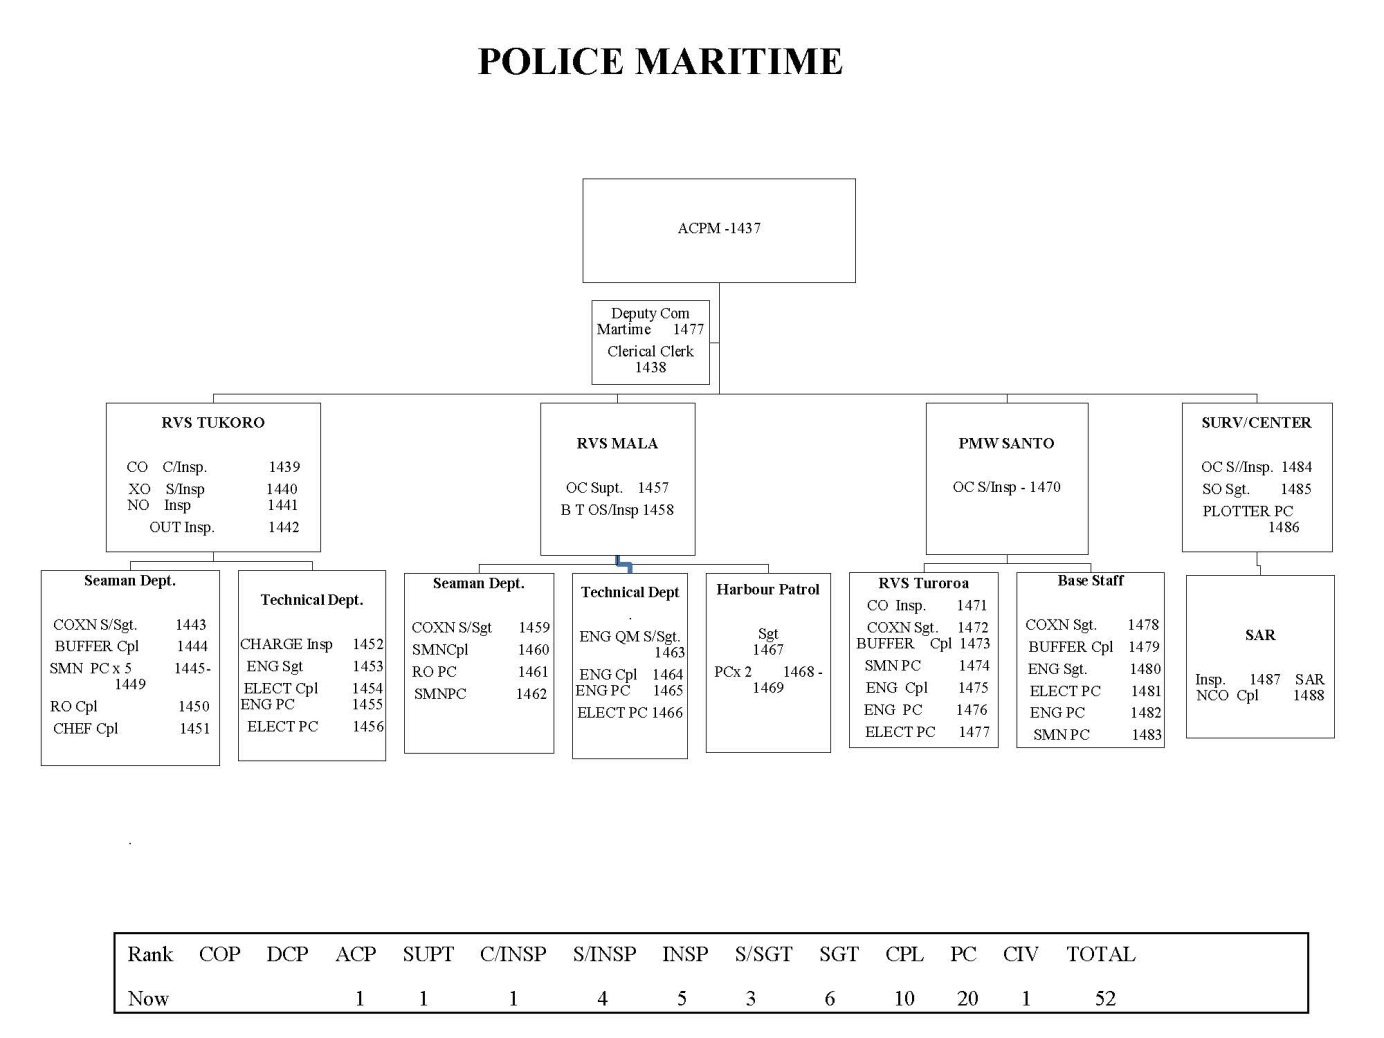 POLICE MARITIME
ACPM -1437
Deputy Com
Martime 1477
Clerical Clerk
1438
RVS TUKORO
CO C/Insp. 1439
XO S/Insp 1440
NO Insp 1441
OUT Insp. 1442
RVS MALA
OC Supt. 1457
B T OS/Insp 1458
PMW SANTO
OC S/Insp - 1470
SURV/CENTER
OC S//Insp. 1484
SO Sgt. 1485
PLOTTER PC
1486
Seaman Dept.
COXN S/Sgt. 1443
BUFFER Cpl 1444
SMN PC x 5 1445-
1449
RO Cpl 1450
CHEF Cpl 1451
Technical Dept.
CHARGE Insp 1452
ENG Sgt 1453
ELECT Cpl 1454
ENG PC 1455
ELECT PC 1456
Seaman Dept.
COXN S/Sgt 1459
SMNCpl 1460
RO PC 1461
SMNPC 1462
Technical Dept
.
ENG QM S/Sgt.
1463
ENG Cpl 1464
ENG PC 1465
ELECT PC 1466
Harbour Patrol
Sgt
1467
PCx 2 1468 -
1469
RVS Turoroa
CO Insp. 1471
COXN Sgt. 1472
BUFFER Cpl 1473
SMN PC 1474
ENG Cpl 1475
ENG PC 1476
ELECT PC 1477
Base Staff
COXN Sgt. 1478
BUFFER Cpl 1479
ENG Sgt. 1480
ELECT PC 1481
ENG PC 1482
SMN PC 1483
SAR
Insp. 1487 SAR
NCO Cpl 1488
.
Rank COP DCP ACP SUPT C/INSP S/INSP INSP S/SGT SGT CPL PC CIV TOTAL
Now 1 1 1 4 5 3 6 10 20 1 52